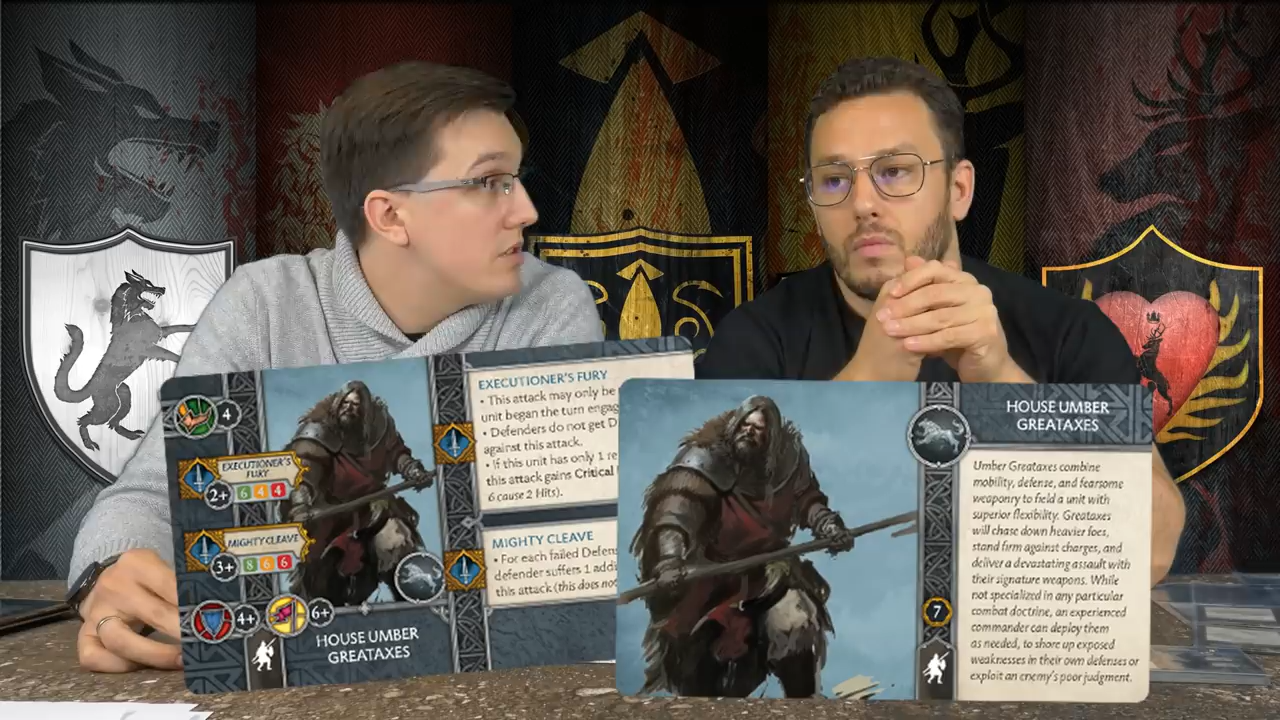 4
EXECUTIONER'S
FURY
2+ 6 4 4
MIGHTY CLEAVE
3+ 8 6 6
4+ 6+
HOUSE UMBER
GREATAXES
EXECUTIONER'S FURY
• This attack may only be
unit began the turn engag
• Defenders do not get D
against this attack.
• If this unit has only 1 re
this attack gains Critical
6 cause 2 Hits).
MIGHTY CLEAVE
• For each failed Defen
defender suffers 1 addi
this attack (this does no
HOUSE UMBER
GREATAXES
7
Umber Greataxes combine
mobility, defense, and fearsome
weaponry to field a unit with
superior flexibility. Greataxes
will chase down heavier foes,
stand firm against charges, and
deliver a devastating assault with
their signature weapons. While
not specialized in any particular
combat doctrine, an experienced
commander can deploy them
as needed, to shore up exposed
weaknesses in their own defenses or
exploit an enemy's poor judgment.